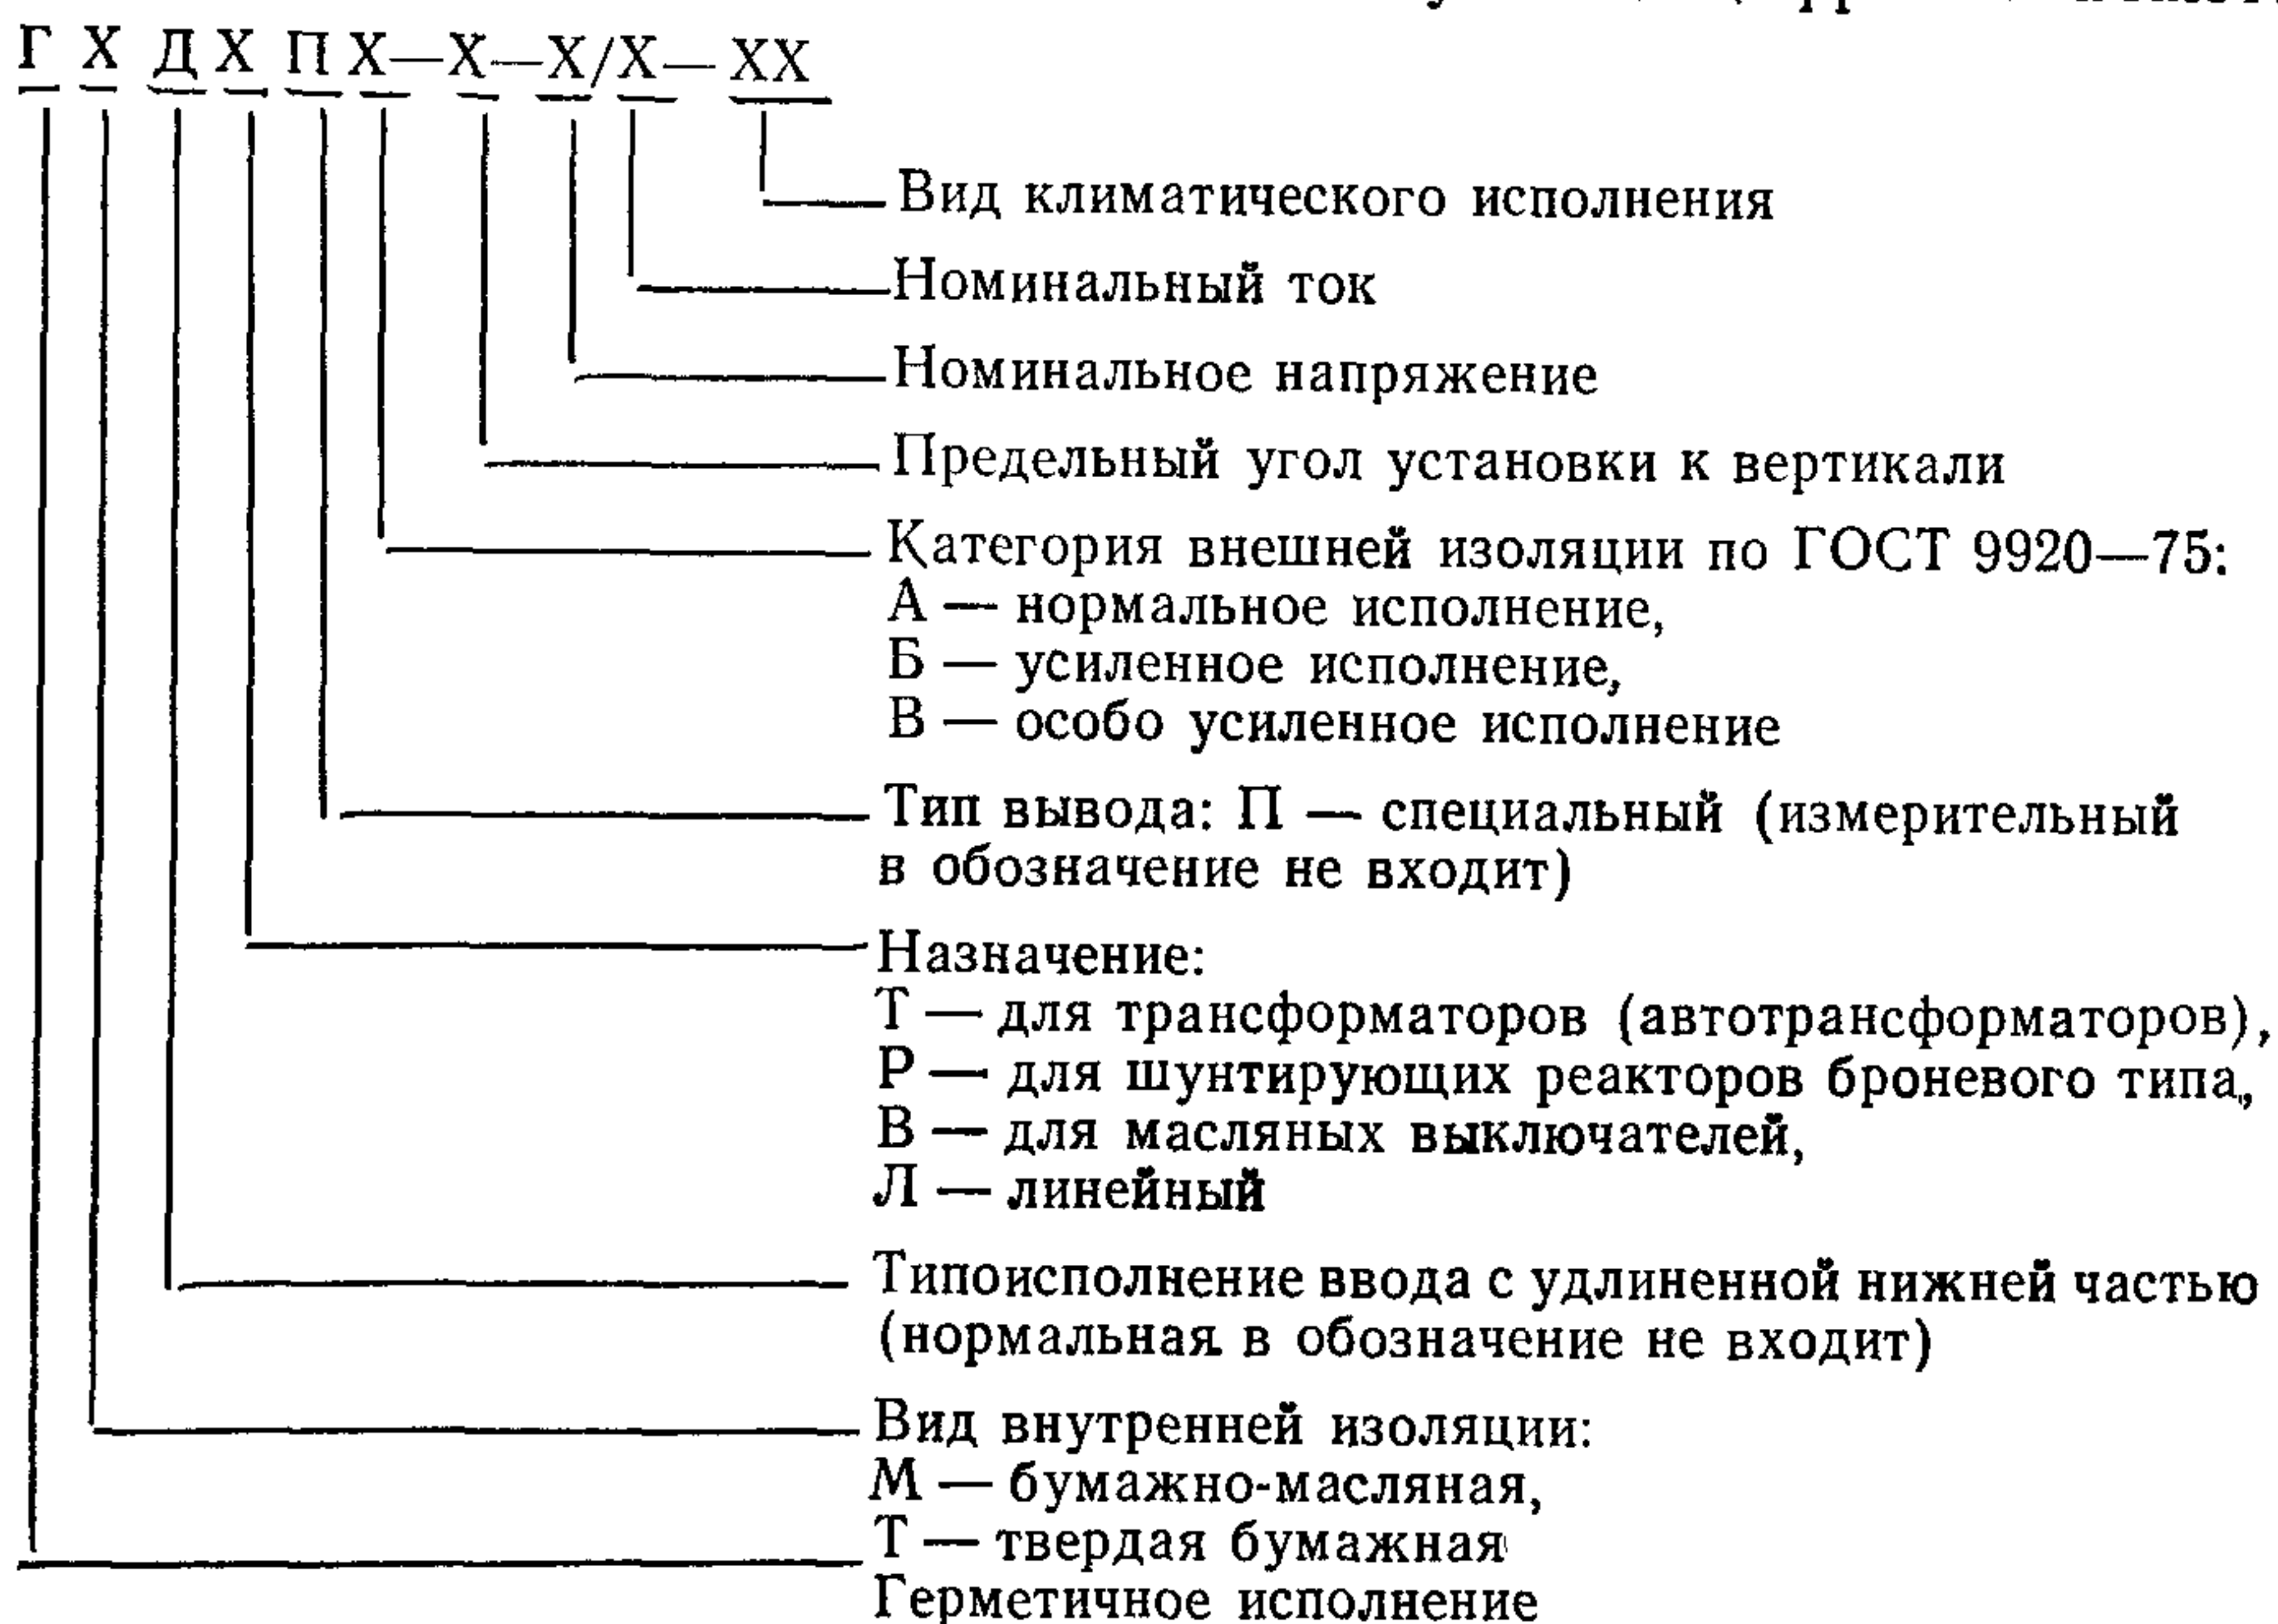 Г Х Д Х П Х—Х—Х/Х—ХХ
Вид климатического исполнения
Номинальный ток
Номинальное напряжение
Предельный угол установки к вертикали
Категория внешней изоляции по ГОСТ 9920—75:
А — нормальное исполнение,
Б — усиленное исполнение,
В — особо усиленное исполнение
Тип вывода: П — специальный (измерительный
в обозначение не входит)
Назначение:
Т — для трансформаторов (автотрансформаторов),
Р — для шунтирующих реакторов броневого типа,
В — для масляных выключателей,
Л — линейный
Типоисполнение ввода с удлиненной нижней частью
(нормальная в обозначение не входит)
Вид внутренней изоляции:
М — бумажно-масляная,
Т — твердая бумажная
Герметичное исполнение